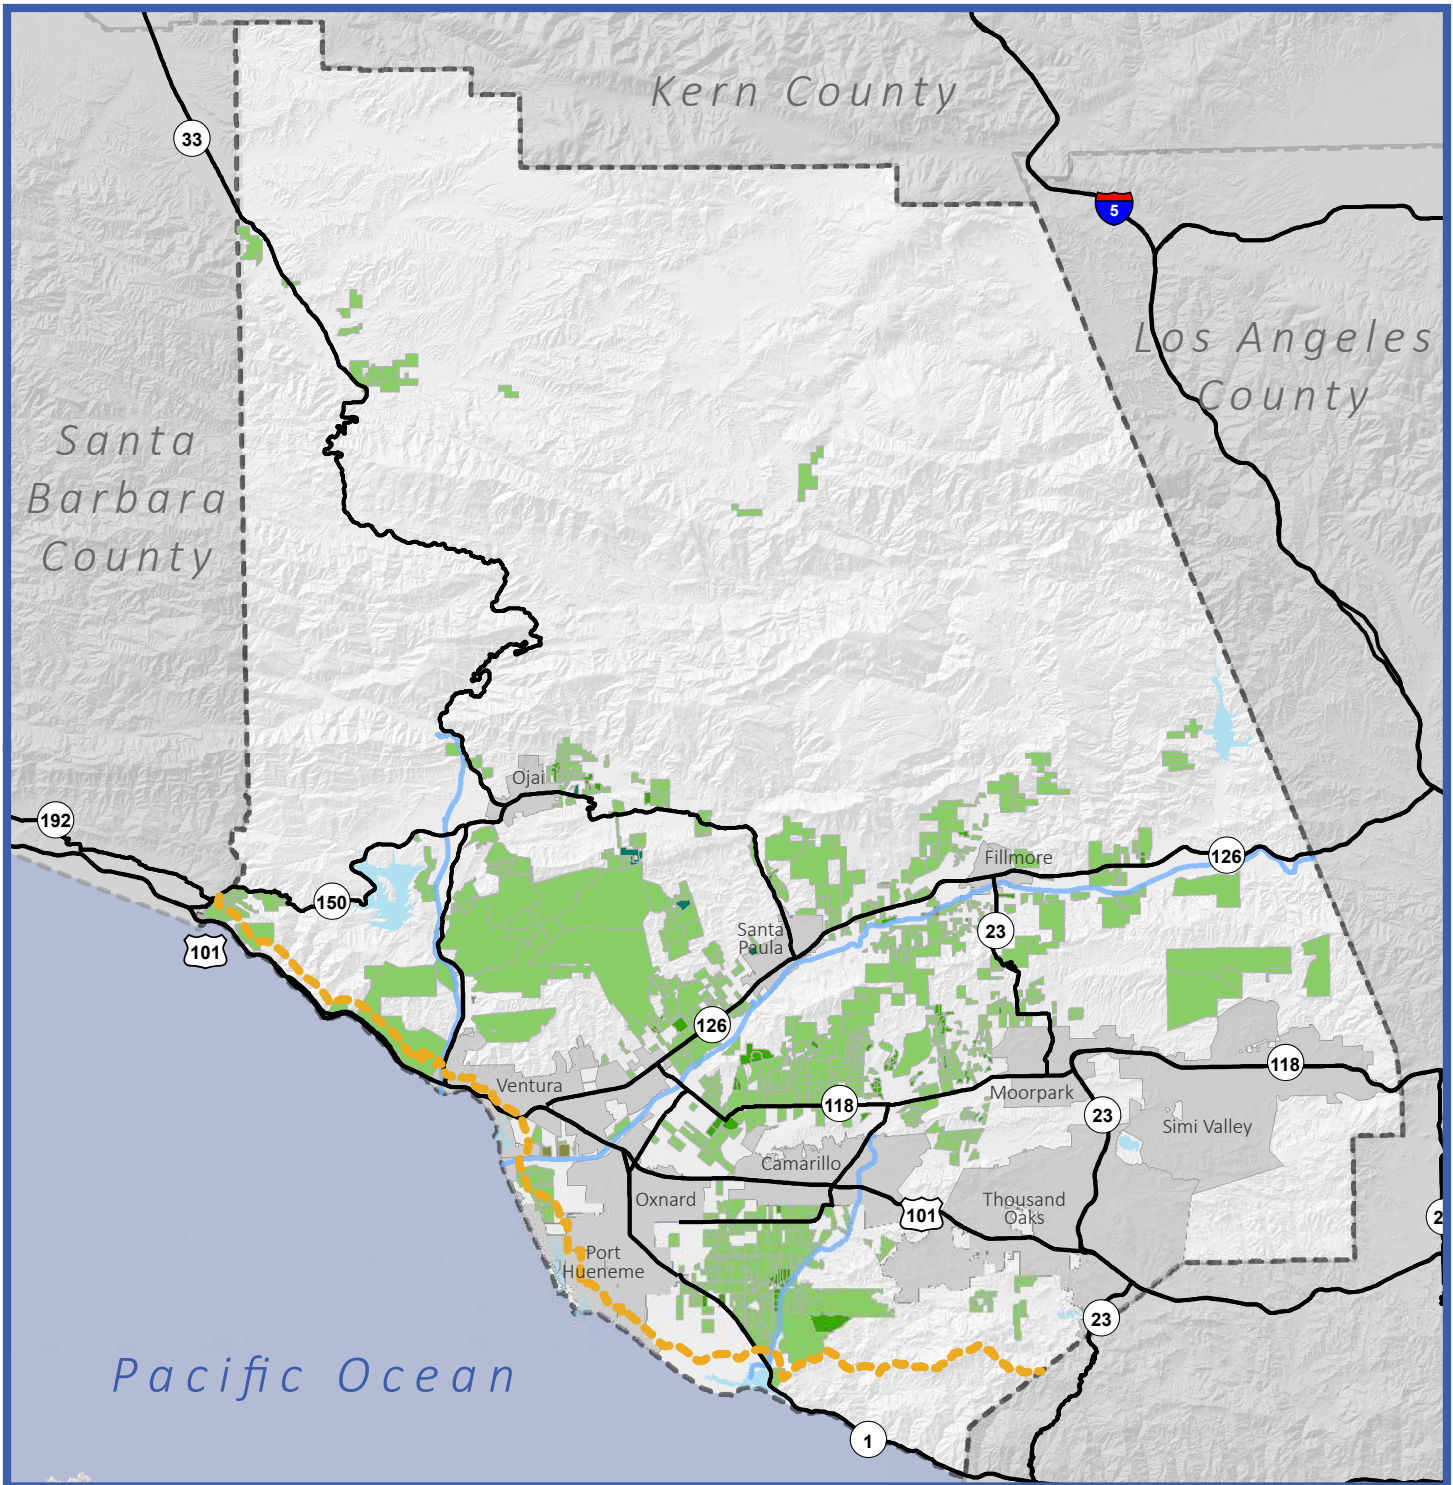 Kern County
33
5
Los Angeles
County
Santa
Barbara
County
Ojai
192
Fillmore
126
150
23
Santa
Paula
101
126
118
Ventura
Moorpark
118
23
Simi Valley
Camarillo
Oxnard
Thousand
Oaks
101
2
Port
Hueneme
23
Pacific Ocean
1